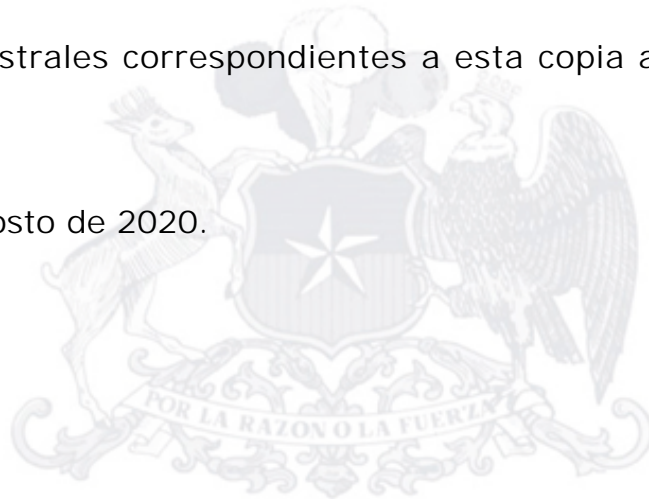 strales correspondientes a esta copia a
osto de 2020.
POR LA RAZON O LA FUERZA